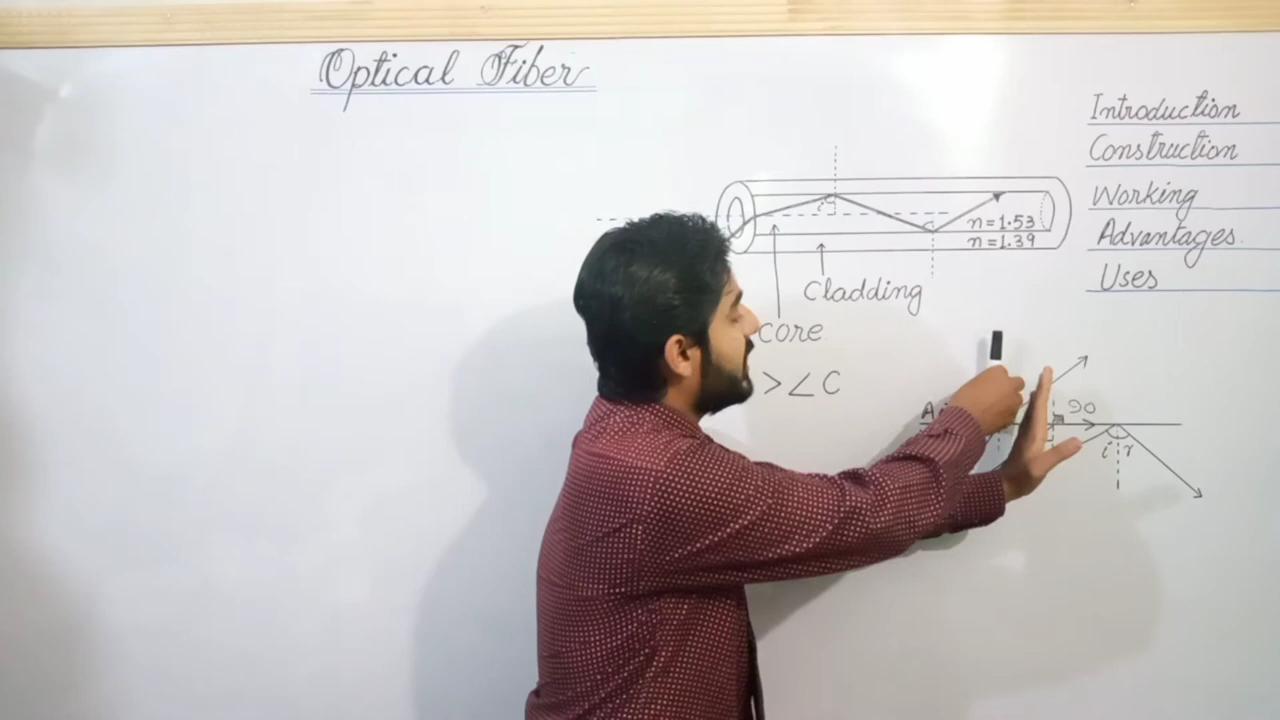 Optical Fiber
Introduction
Construction
Working
Advantages.
Uses
i
n=1.53
n=1.39
Cladding
core
>∠C
A
90
i r